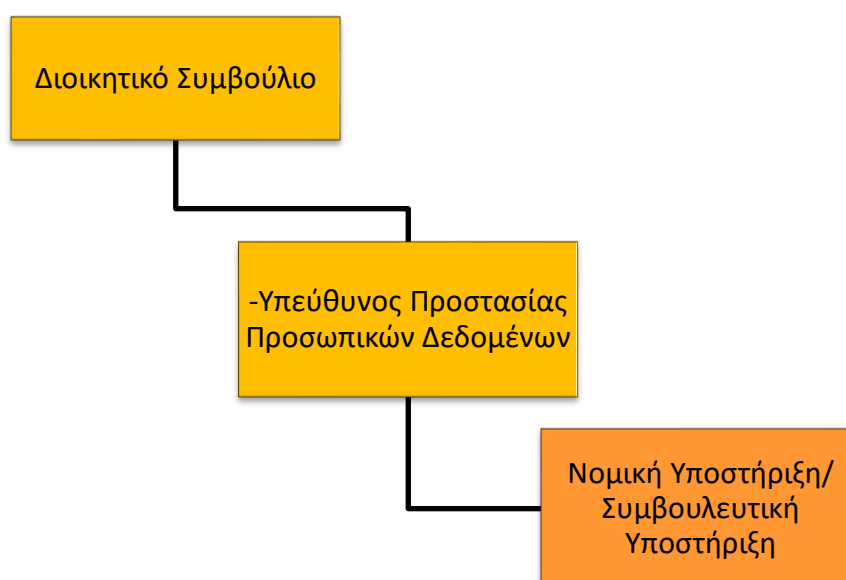 Διοικητικό Συμβούλιο
-Υπεύθυνος Προστασίας
Προσωπικών Δεδομένων
Νομική Υποστήριξη/
Συμβουλευτική
Υποστήριξη